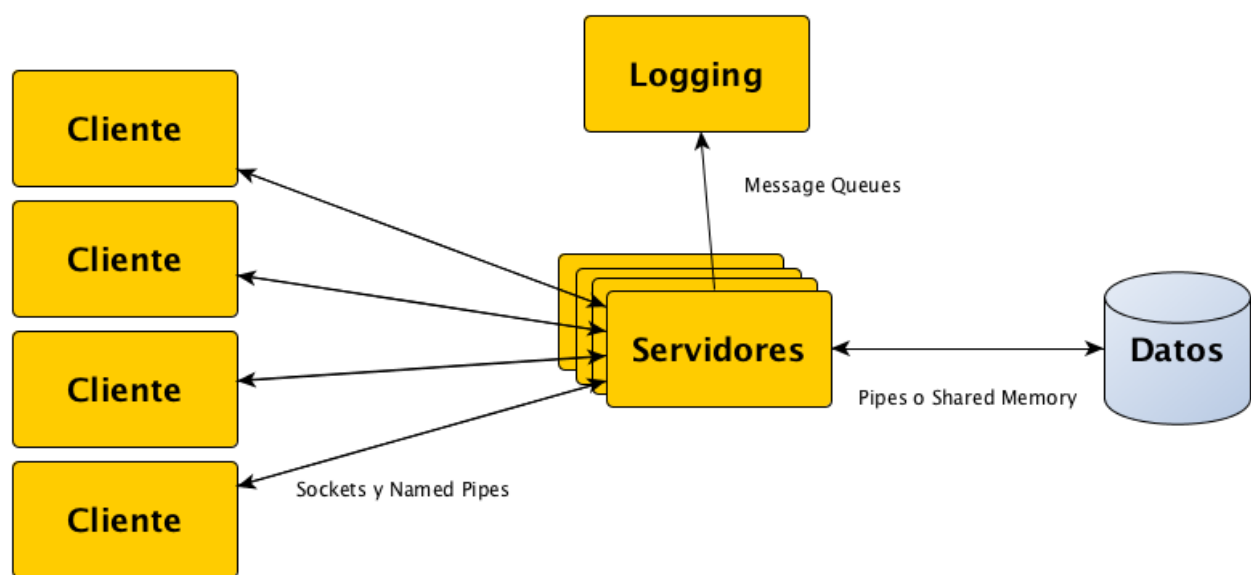 Logging
Cliente
Message Queues
Cliente
Servidores
Datos
Cliente
Pipes o Shared Memory
Sockets y Named Pipes
Cliente